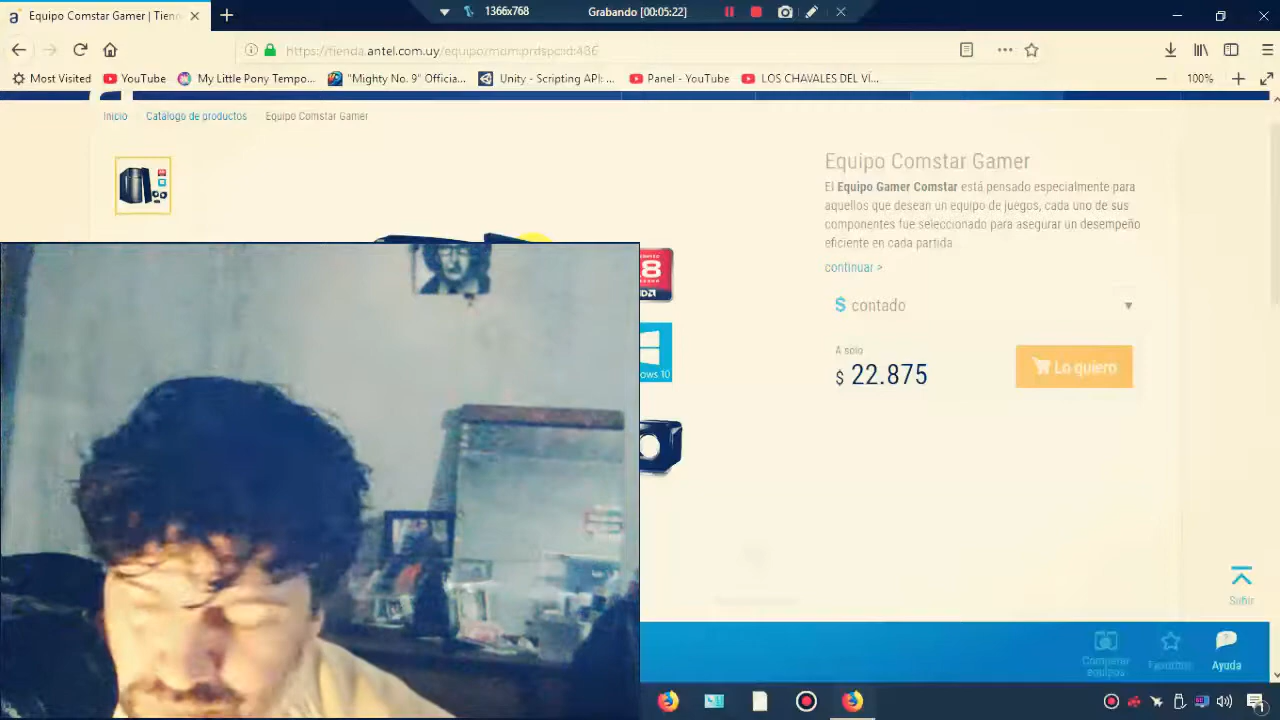 1366x768
Grabando [00:05:22]
Equipo Comstar Gamer | Tien
https://tienda.antel.com.uy
100%
Most Visited
YouTube
My Little Pony Tempo...
"Mighty No. 9" Officia...
Unity - Scripting API: ...
Panel - YouTube
LOS CHAVALES DEL VÍ...
Inicio
Catálogo de productos
Equipo Comstar Gamer
Equipo Comstar Gamer
El Equipo Gamer Comstar está pensado especialmente para
aquellos que desean un equipo de juegos, cada uno de sus
componentes fue seleccionado para asegurar un desempeño
eficiente en cada partida.
continuar >
$ contado
A solo
$ 22.875
Lo quiero
ows 10
Subir
Comparar
equipos
Favoritos
Ayuda